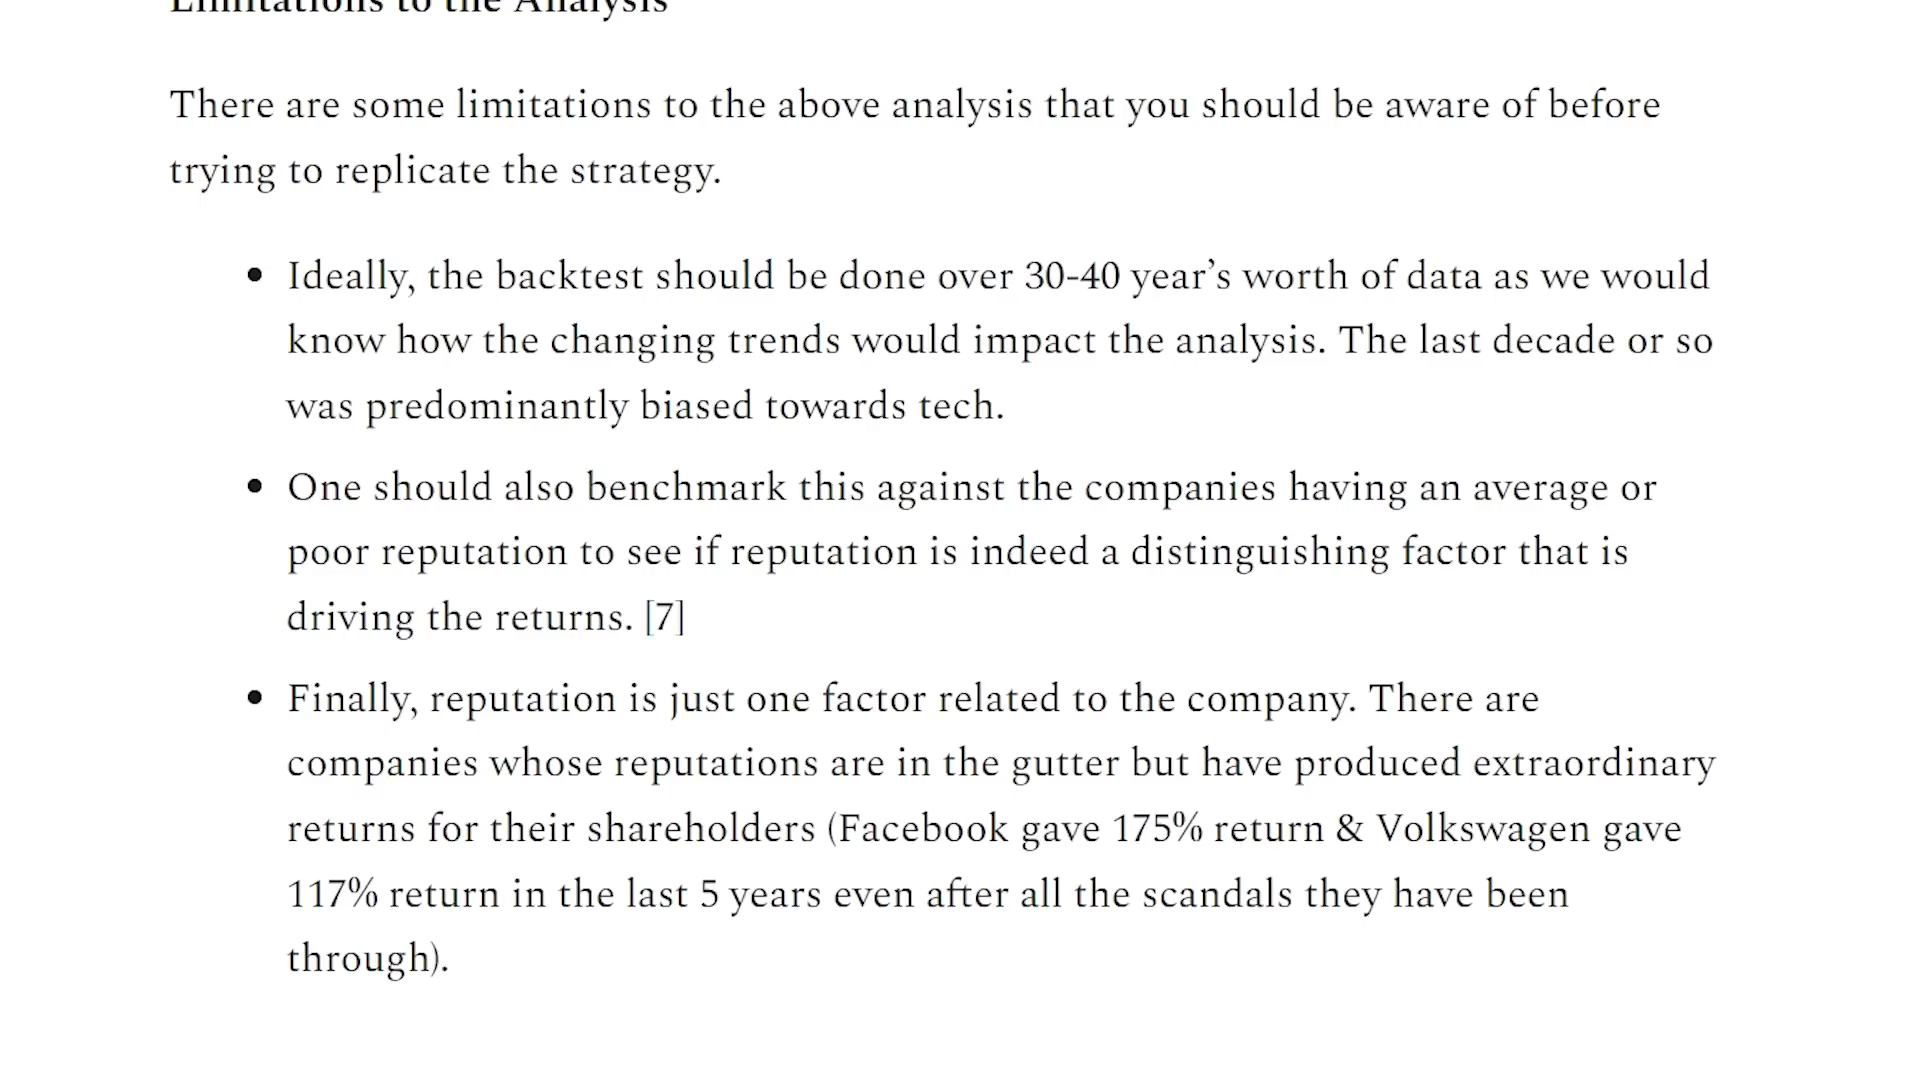 Limitations to the Analysis
There are some limitations to the above analysis that you should be aware of before
trying to replicate the strategy.
• Ideally, the backtest should be done over 30-40 year’s worth of data as we would
know how the changing trends would impact the analysis. The last decade or so
was predominantly biased towards tech.
• One should also benchmark this against the companies having an average or
poor reputation to see if reputation is indeed a distinguishing factor that is
driving the returns. [7]
• Finally, reputation is just one factor related to the company. There are
companies whose reputations are in the gutter but have produced extraordinary
returns for their shareholders (Facebook gave 175% return & Volkswagen gave
117% return in the last 5 years even after all the scandals they have been
through).